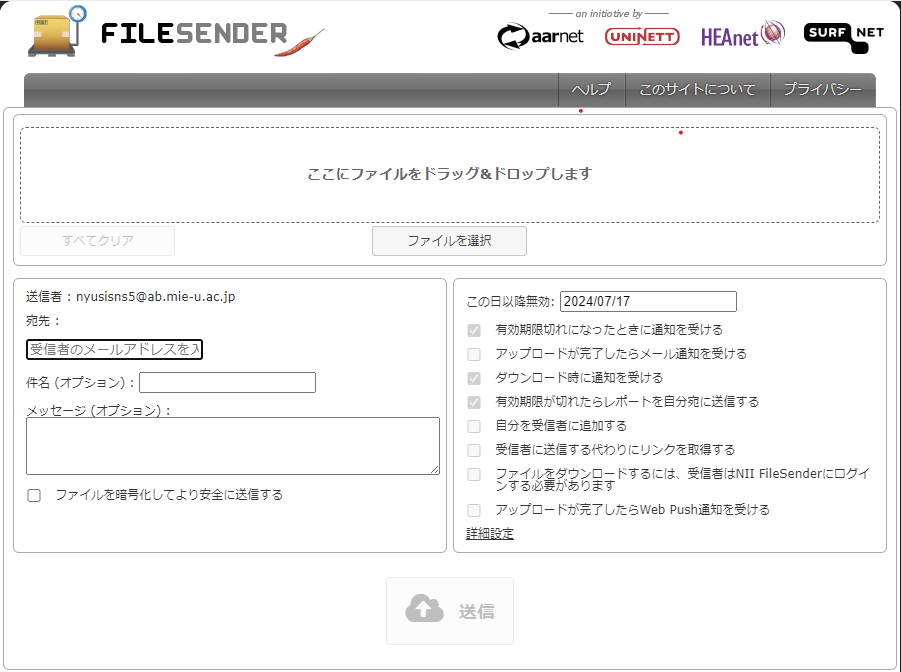 an initiative by
FILESENDER
aarnet
UNINETT
HEAnet
SURF NET
ヘルプ
このサイトについて
プライバシー
ここにファイルをドラッグ&ドロップします
すべてクリア
ファイルを選択
送信者 : nyusisns5@ab.mie-u.ac.jp
宛先 :
受信者のメールアドレスを入
件名 (オプション) :
メッセージ (オプション) :
ファイルを暗号化してより安全に送信する
この日以降無効: 2024/07/17
有効期限切れになったときに通知を受ける
アップロードが完了したらメール通知を受ける
ダウンロード時に通知を受ける
有効期限が切れたらレポートを自分宛に送信する
自分を受信者に追加する
受信者に送信する代わりにリンクを取得する
ファイルをダウンロードするには、受信者はNII FileSenderにログイ
ンする必要があります
アップロードが完了したらWeb Push通知を受ける
詳細設定
送信